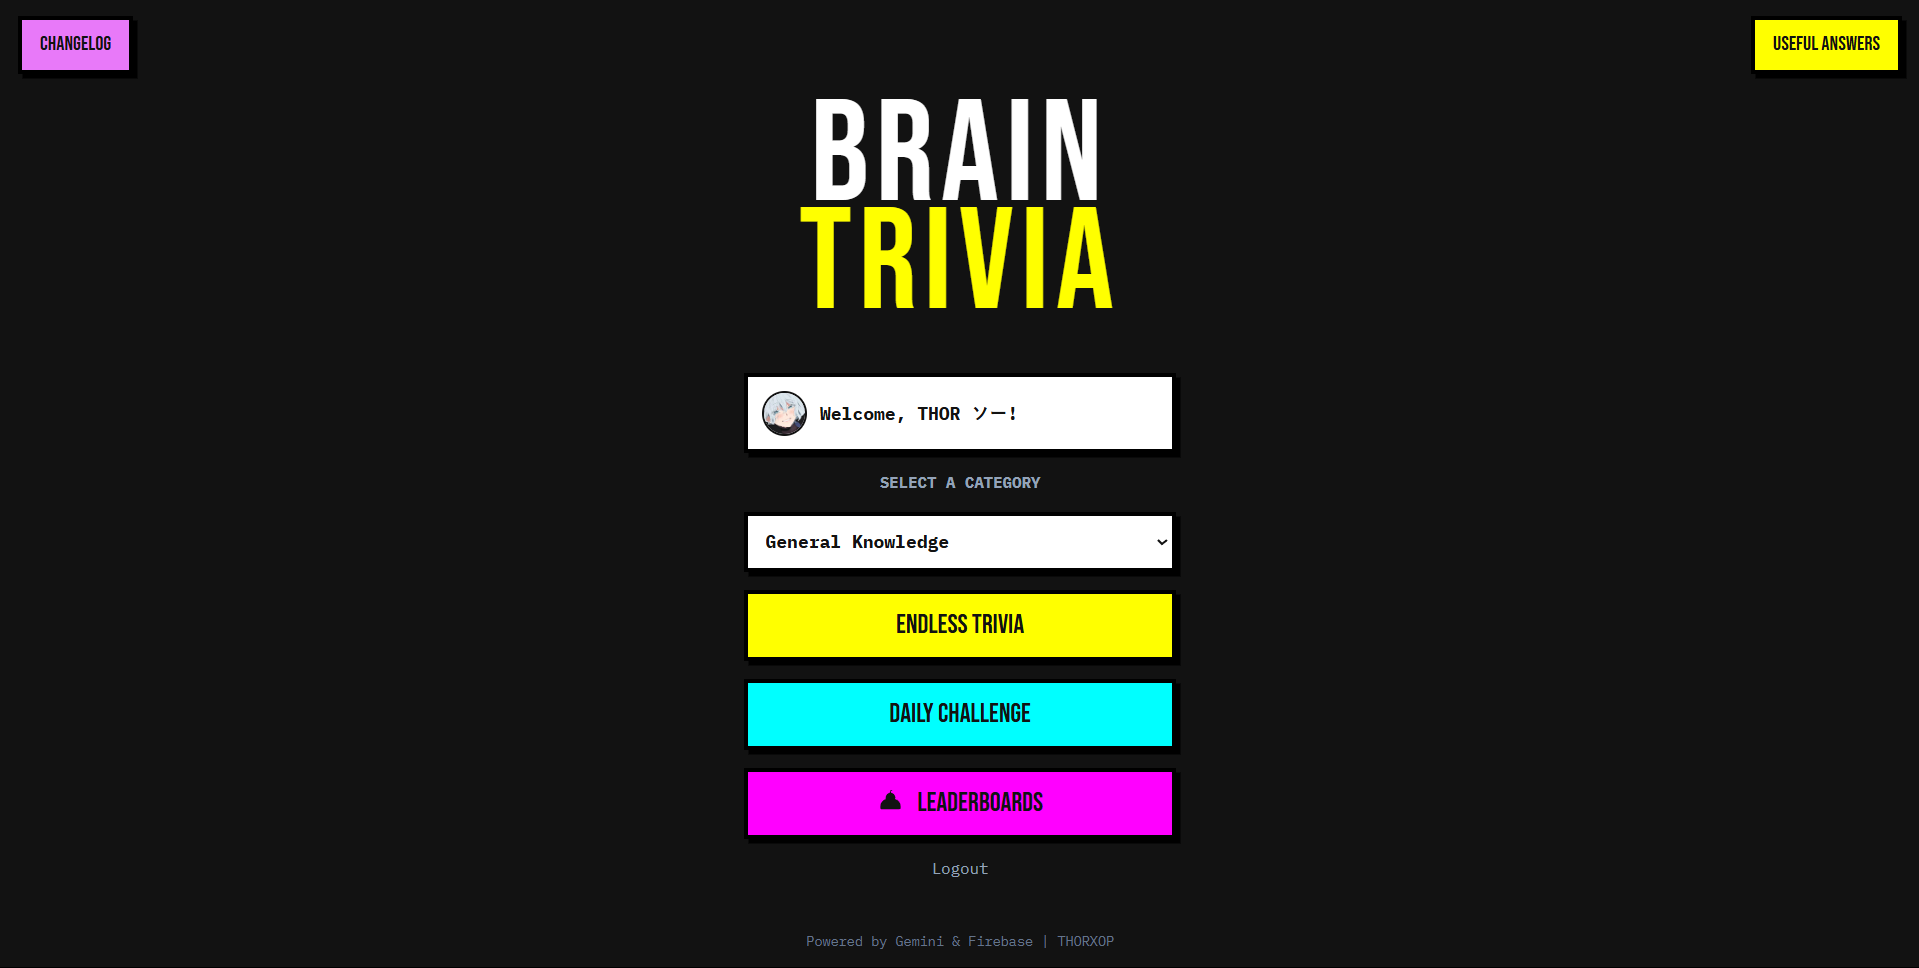 CHANGELOG
USEFUL ANSWERS
BRAIN
TRIVIA
Welcome, THOR ソー!
SELECT A CATEGORY
General Knowledge
ENDLESS TRIVIA
DAILY CHALLENGE
LEADERBOARDS
Logout
Powered by Gemini & Firebase | THORXOP